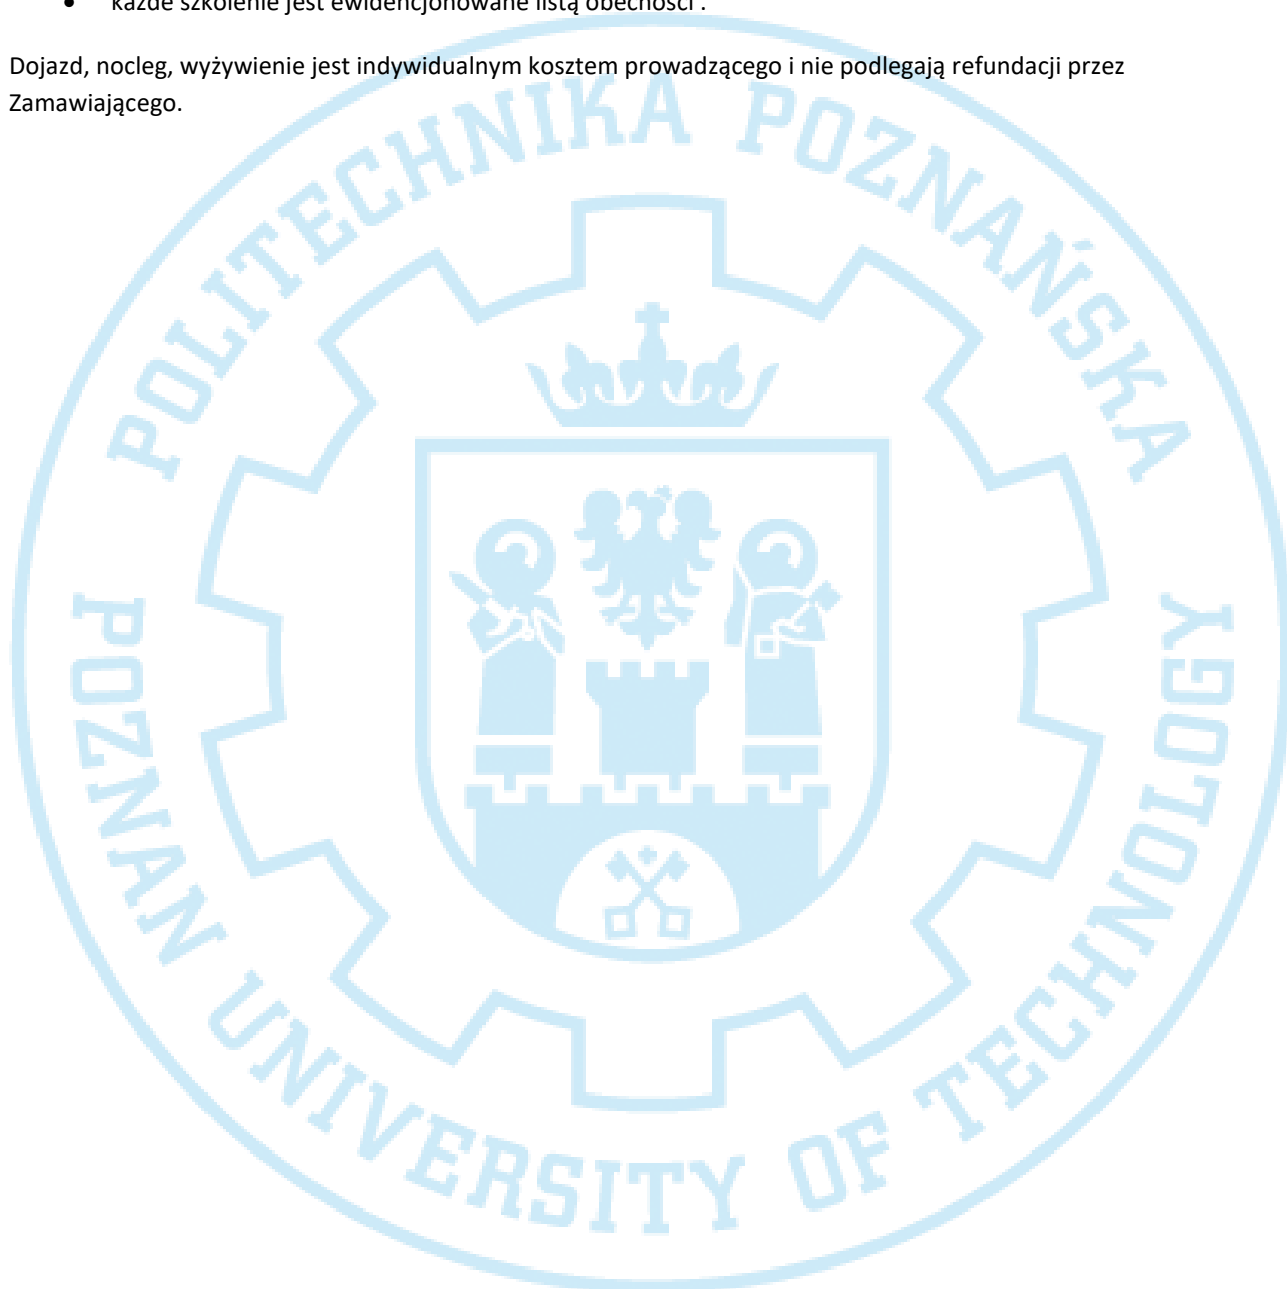 każde szkolenie jest ewidencjonowane listą obecności .
Dojazd, nocleg, wyżywienie jest indywidualnym kosztem prowadzącego i nie podlegają refundacji przez
Zamawiającego.
POLITECHNIKA POZNAŃSKA
POZNAN UNIVERSITY OF TECHNOLOGY